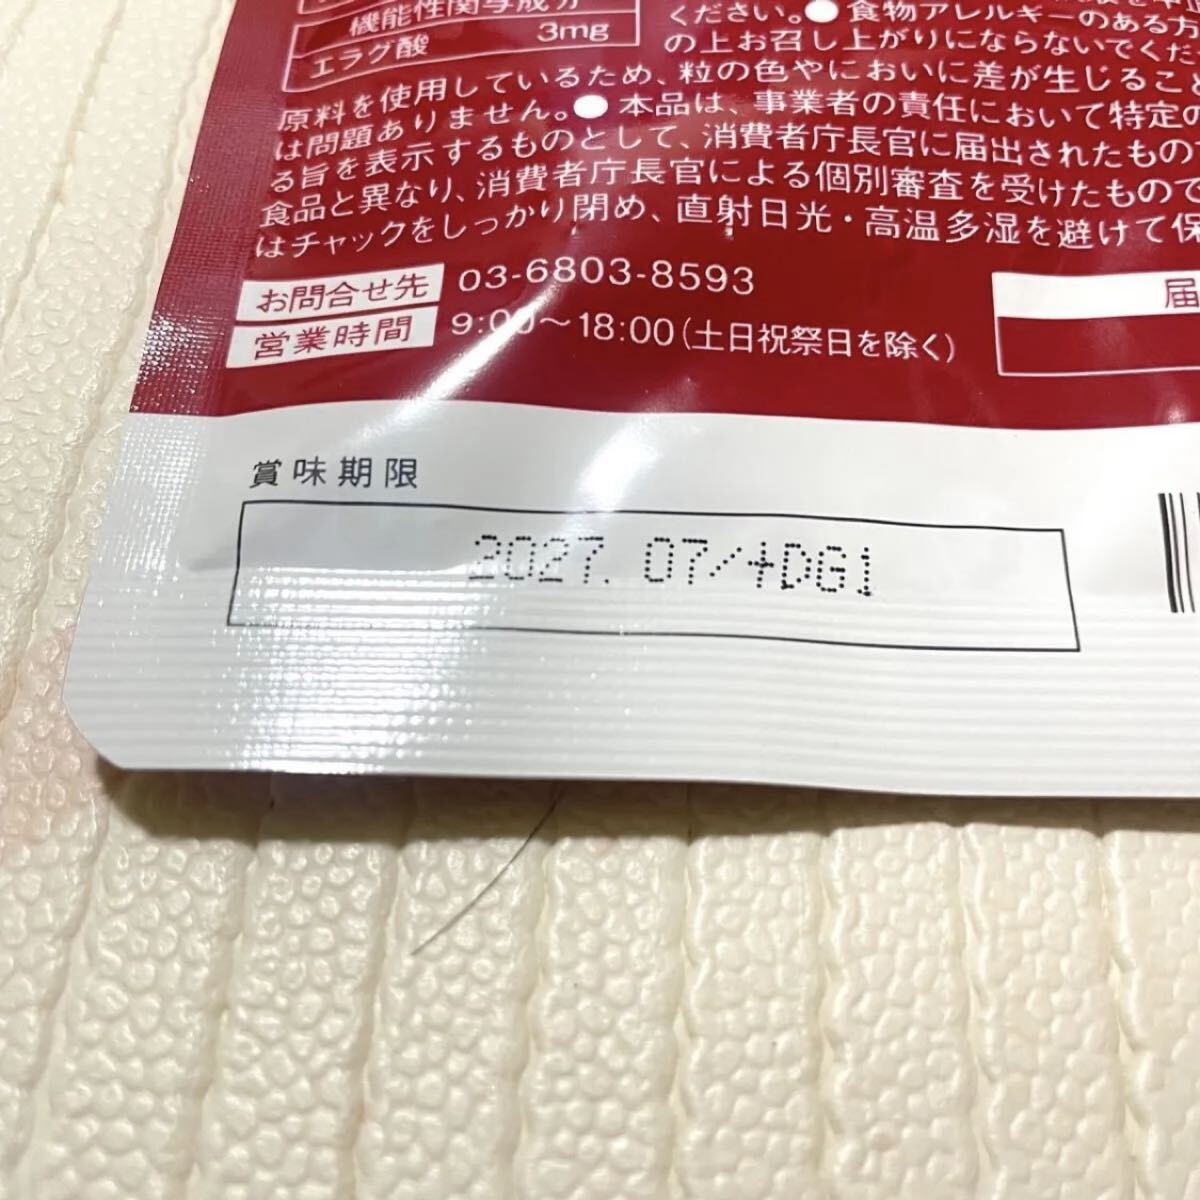 機能性関与成分
エラグ酸 3mg
ください。●食物アレルギーのある方
の上お召し上がりにならないでくだ
原料を使用しているため、粒の色やにおいに差が生じること
は問題ありません。●本品は、事業者の責任において特定の
る旨を表示するものとして、消費者庁長官に届出されたもので
食品と異なり、消費者庁長官による個別審査を受けたもので
はチャックをしっかり閉め、直射日光・高温多湿を避けて保
お問合せ先 03-6803-8593
営業時間 9:00〜18:00(土日祝祭日を除く)
届
賞味期限
2027. 07/+DG1